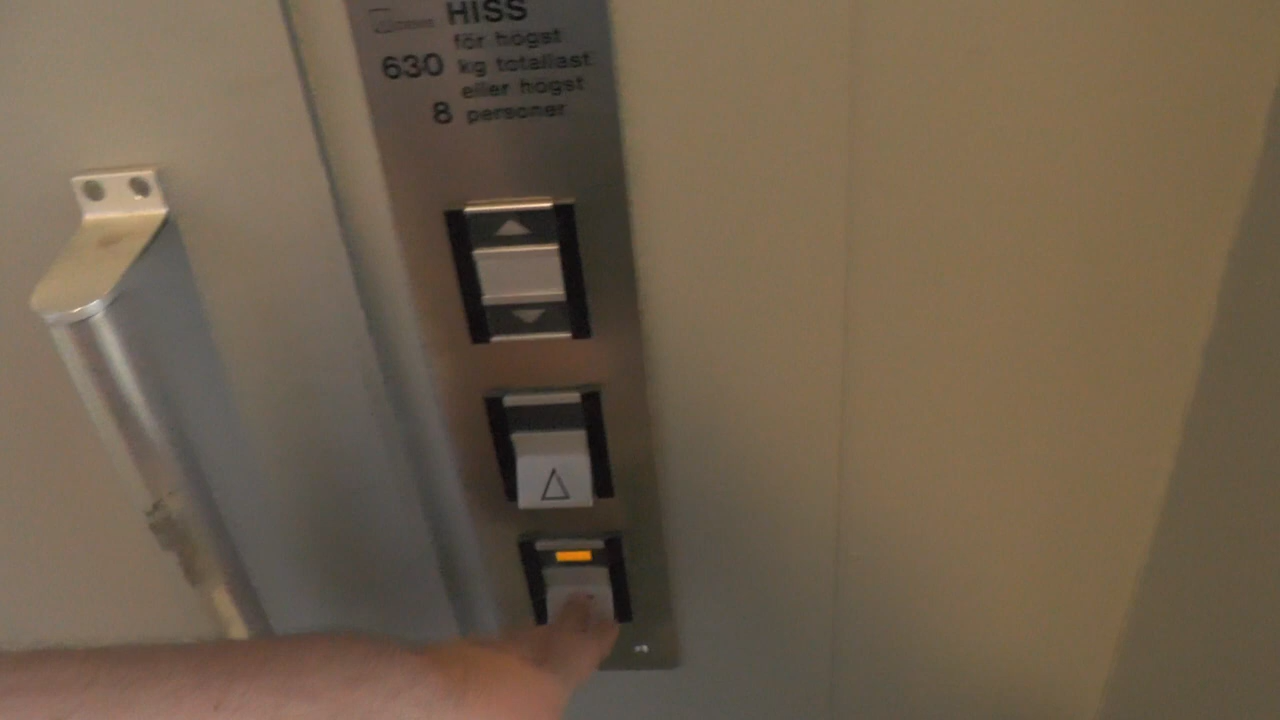 HISS
för högst
630 kg totallast
eller högst
8 personer